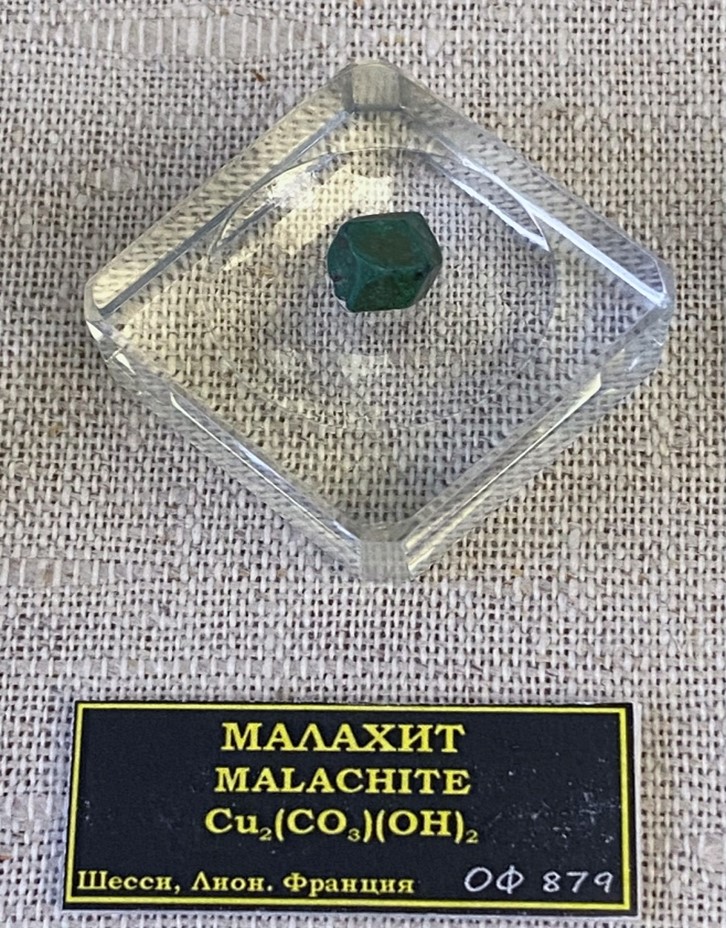 МАЛАХИТ
MALACHITE
Cu₂(CO₃)(OH)₂
Шесси, Лион. Франция ОФ 879